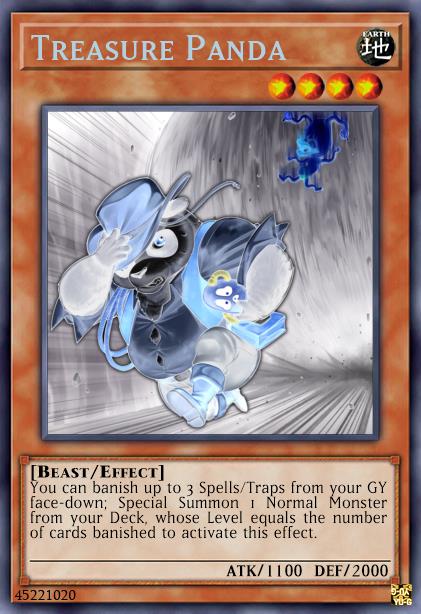 Treasure Panda
EARTH
地
[Beast/Effect]
You can banish up to 3 Spells/Traps from your GY
face-down; Special Summon 1 Normal Monster
from your Deck, whose Level equals the number
of cards banished to activate this effect.
ATK/1100 DEF/2000
45221020